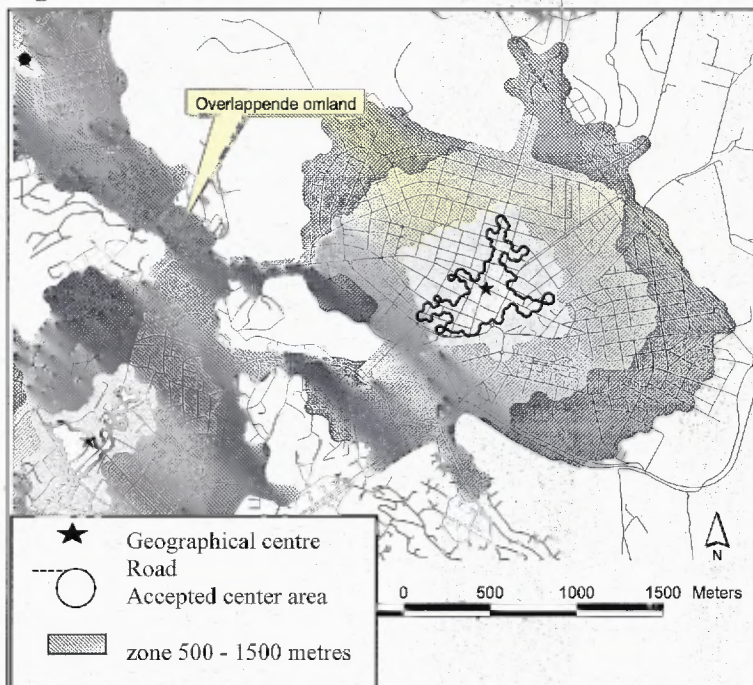 Overlappende omland
N
Geographical centre
Road
Accepted center area
zone 500 - 1500 metres
0 500 1000 1500 Meters